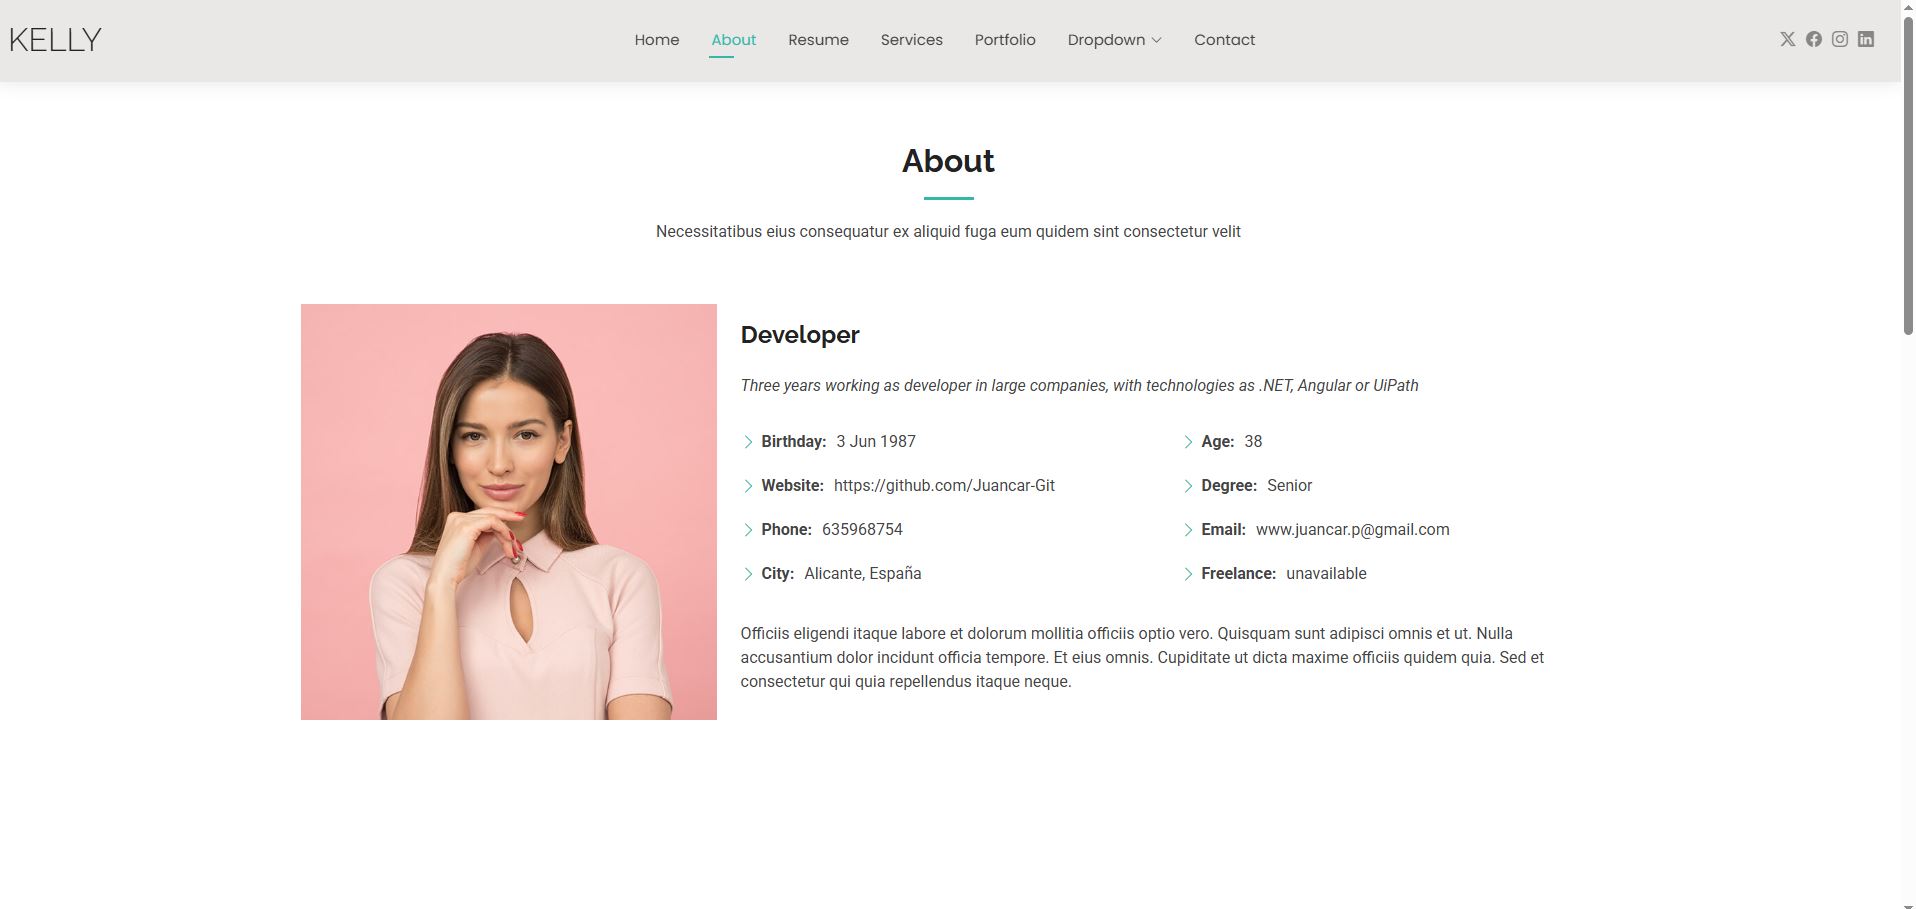 KELLY
Home About Resume Services Portfolio Dropdown Contact
About
Necessitatibus eius consequatur ex aliquid fuga eum quidem sint consectetur velit
Developer
Three years working as developer in large companies, with technologies as .NET, Angular or UiPath
Birthday: 3 Jun 1987
Age: 38
Website: https://github.com/Juancar-Git
Degree: Senior
Phone: 635968754
Email: www.juancar.p@gmail.com
City: Alicante, España
Freelance: unavailable
Officiis eligendi itaque labore et dolorum mollitia officiis optio vero. Quisquam sunt adipisci omnis et ut. Nulla
accusantium dolor incidunt officia tempore. Et eius omnis. Cupiditate ut dicta maxime officiis quidem quia. Sed et
consectetur qui quia repellendus itaque neque.